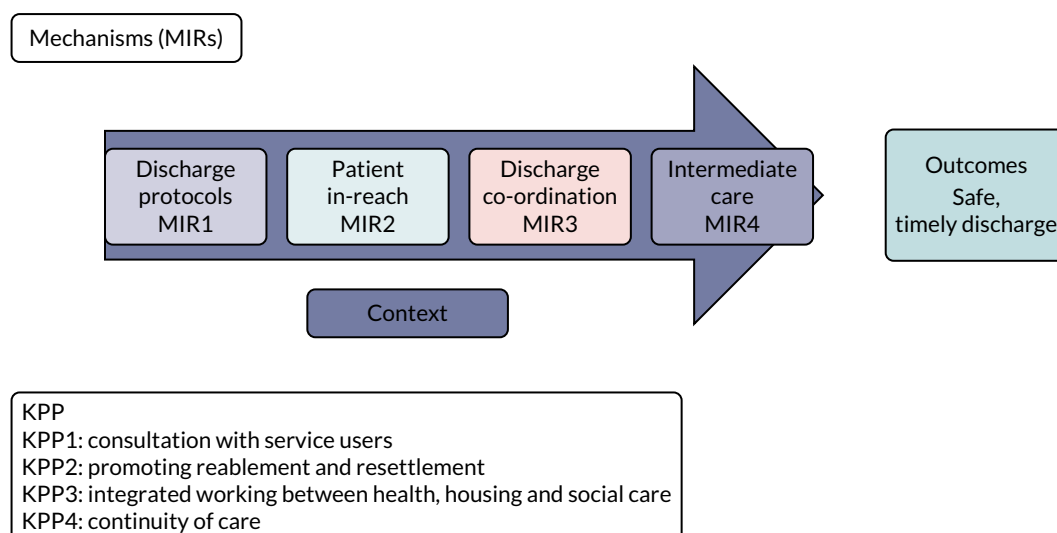 Mechanisms (MIRs)
Discharge
protocols
MIR1
Patient
in-reach
MIR2
Discharge
co-ordination
MIR3
Intermediate
care
MIR4
Outcomes
Safe,
timely discharge
Context
KPP
KPP1: consultation with service users
KPP2: promoting reablement and resettlement
KPP3: integrated working between health, housing and social care
KPP4: continuity of care